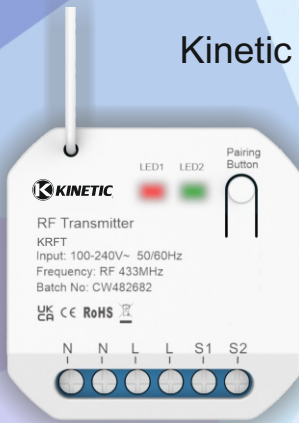 Kinetic
LED1 LED2 Pairing
Button
KINETIC
RF Transmitter
KRFT
Input: 100-240V~ 50/60Hz
Frequency: RF 433MHz
Batch No: CW482682
UK
CA CE RoHS
N N L L S1 S2